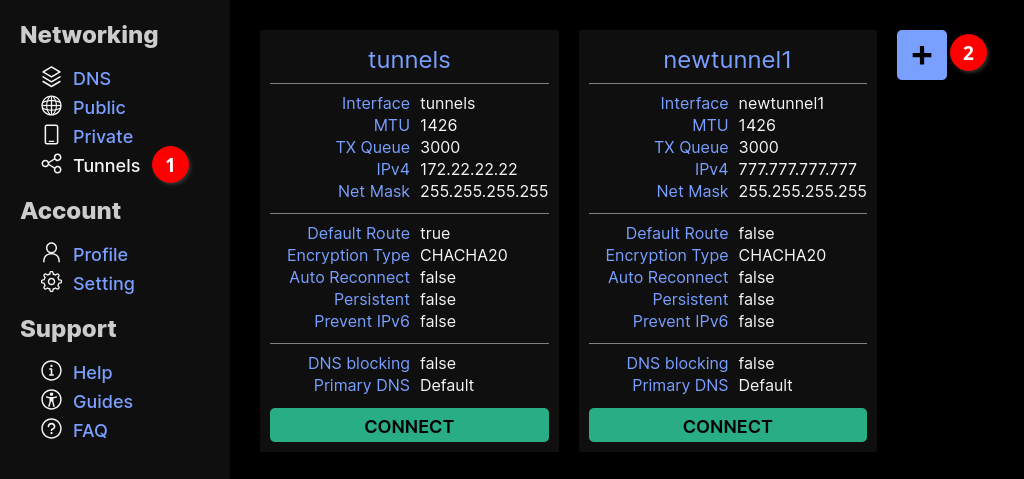 Networking
DNS
Public
Private
Tunnels 1
Account
Profile
Setting
Support
Help
Guides
FAQ
tunnels
Interface tunnels
MTU 1426
TX Queue 3000
IPv4 172.22.22.22
Net Mask 255.255.255.255
Default Route true
Encryption Type CHACHA20
Auto Reconnect false
Persistent false
Prevent IPv6 false
DNS blocking false
Primary DNS Default
CONNECT
newtunnel1
Interface newtunnel1
MTU 1426
TX Queue 3000
IPv4 777.777.777.777
Net Mask 255.255.255.255
Default Route false
Encryption Type CHACHA20
Auto Reconnect false
Persistent false
Prevent IPv6 false
DNS blocking false
Primary DNS Default
CONNECT
+ 2